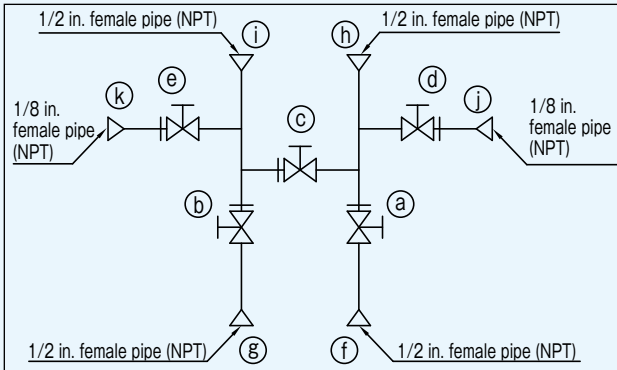 1/2 in. female pipe (NPT)
i
h
1/2 in. female pipe (NPT)
e
d
k
j
1/8 in.
female pipe
(NPT)
c
1/8 in.
female pipe
(NPT)
b
a
1/2 in. female pipe (NPT)
g
f
1/2 in. female pipe (NPT)